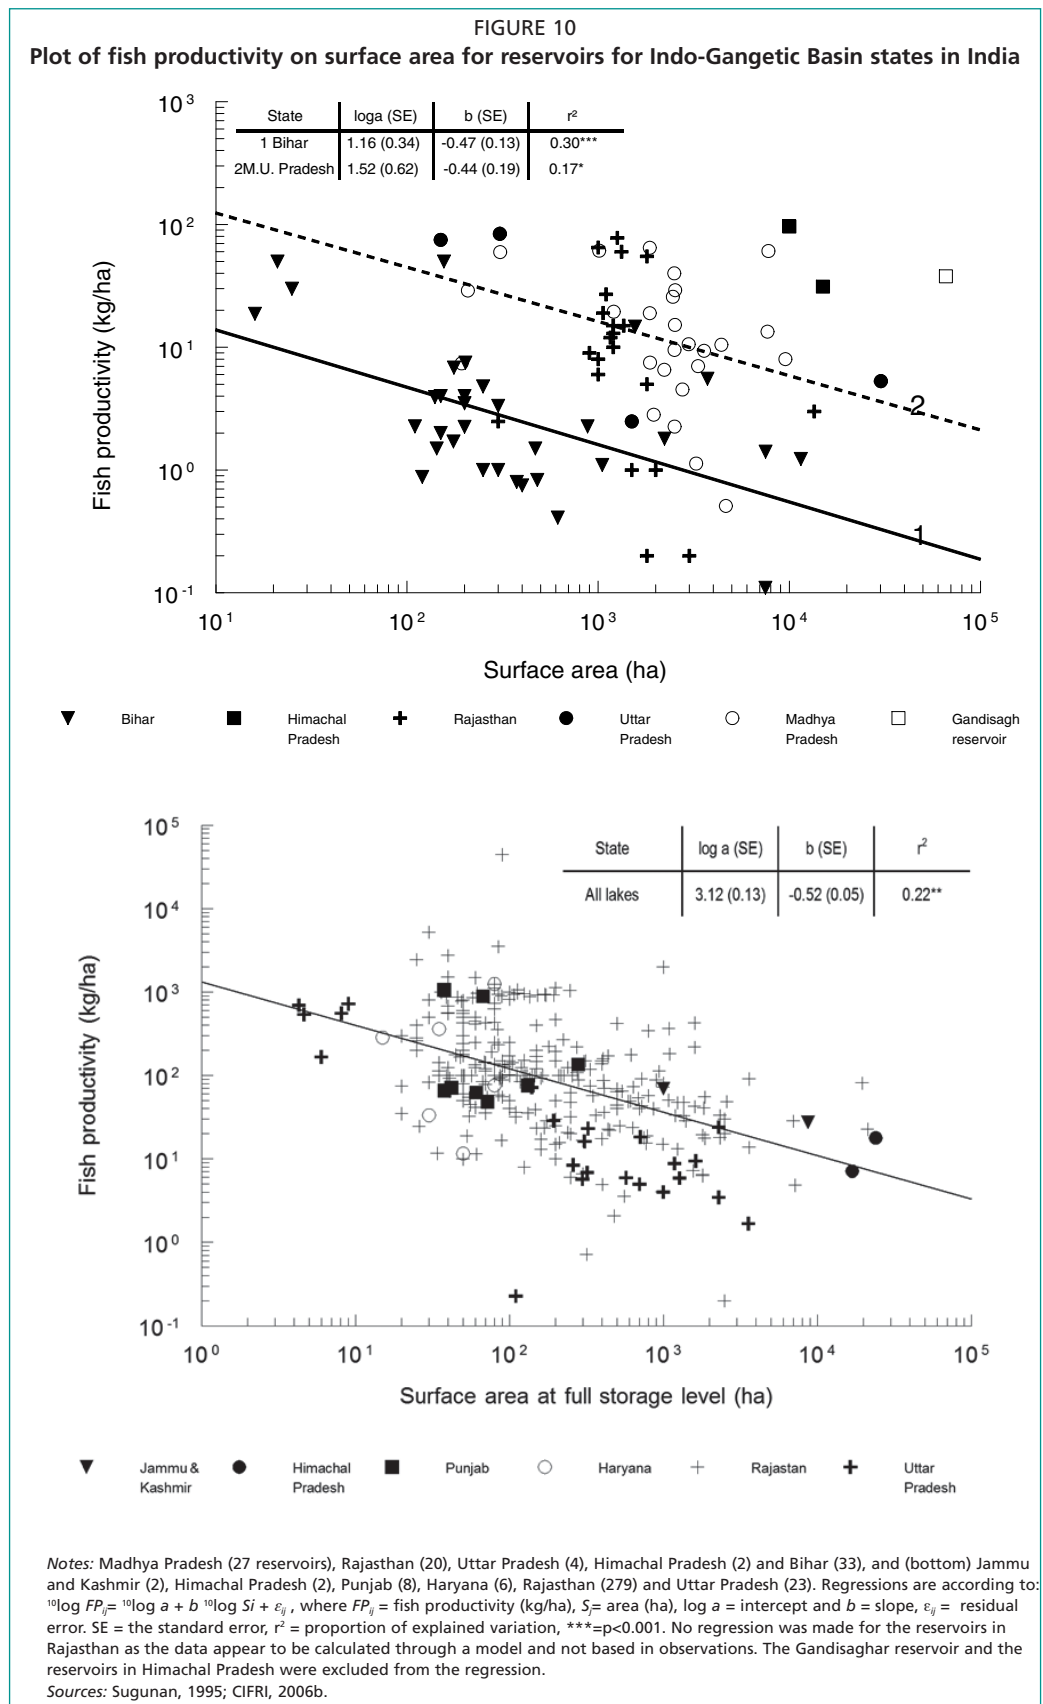 FIGURE 10
Plot of fish productivity on surface area for reservoirs for Indo-Gangetic Basin states in India
State loga (SE) b (SE) r²
1 Bihar 1.16 (0.34) -0.47 (0.13) 0.30***
2M.U. Pradesh 1.52 (0.62) -0.44 (0.19) 0.17*
Fish productivity (kg/ha)
10³
10²
10¹
10⁰
10⁻¹
2
1
10¹ 10² 10³ 10⁴ 10⁵
Surface area (ha)
Bihar Himachal Pradesh Rajasthan Uttar Pradesh Madhya Pradesh Gandisagh reservoir
State log a (SE) b (SE) r²
All lakes 3.12 (0.13) -0.52 (0.05) 0.22**
Fish productivity (kg/ha)
10⁵
10⁴
10³
10²
10¹
10⁰
10⁻¹
10⁰ 10¹ 10² 10³ 10⁴ 10⁵
Surface area at full storage level (ha)
Jammu & Kashmir Himachal Pradesh Punjab Haryana Rajastan Uttar Pradesh
Notes: Madhya Pradesh (27 reservoirs), Rajasthan (20), Uttar Pradesh (4), Himachal Pradesh (2) and Bihar (33), and (bottom) Jammu
and Kashmir (2), Himachal Pradesh (2), Punjab (8), Haryana (6), Rajasthan (279) and Uttar Pradesh (23). Regressions are according to:
¹⁰log FPᵢⱼ= ¹⁰log a + b ¹⁰log Si + εᵢⱼ , where FPᵢⱼ = fish productivity (kg/ha), Sⱼ= area (ha), log a = intercept and b = slope, εᵢⱼ = residual
error. SE = the standard error, r² = proportion of explained variation, ***=p<0.001. No regression was made for the reservoirs in
Rajasthan as the data appear to be calculated through a model and not based in observations. The Gandisaghar reservoir and the
reservoirs in Himachal Pradesh were excluded from the regression.
Sources: Sugunan, 1995; CIFRI, 2006b.